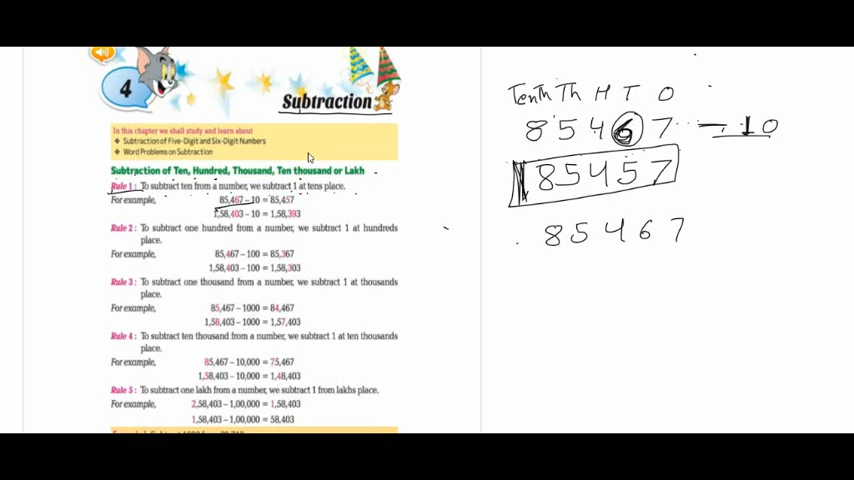 4
Subtraction
In this chapter we shall study and learn about
❖ Subtraction of Five-Digit and Six-Digit Numbers
❖ Word Problems on Subtraction
Subtraction of Ten, Hundred, Thousand, Ten thousand or Lakh
Rule 1 : To subtract ten from a number, we subtract 1 at tens place.
For example, 85,467 – 10 = 85,457
1,58,403 – 10 = 1,58,393
Rule 2 : To subtract one hundred from a number, we subtract 1 at hundreds
place.
For example, 85,467 – 100 = 85,367
1,58,403 – 100 = 1,58,303
Rule 3 : To subtract one thousand from a number, we subtract 1 at thousands
place.
For example, 85,467 – 1000 = 84,467
1,58,403 – 1000 = 1,57,403
Rule 4 : To subtract ten thousand from a number, we subtract 1 at ten thousands
place.
For example, 85,467 – 10,000 = 75,467
1,58,403 – 10,000 = 1,48,403
Rule 5 : To subtract one lakh from a number, we subtract 1 from lakhs place.
For example, 2,58,403 – 1,00,000 = 1,58,403
1,58,403 – 1,00,000 = 58,403
TenTh Th H T O
8 5 4 6 7 – 10
85457
85467